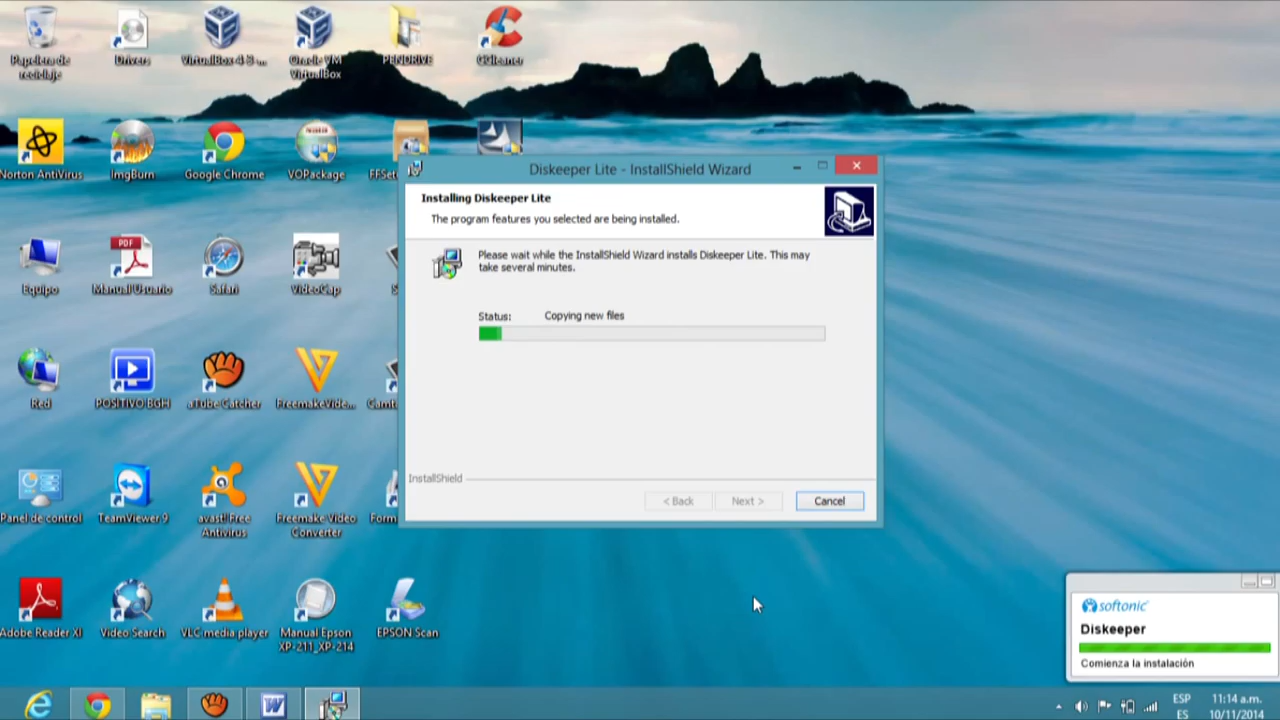 Papelera de
reciclaje
Drivers
VirtualBox 4 3 ...
Oracle VM
VirtualBox
PENDRIVE
CCleaner
Norton AntiVirus
ImgBurn
Google Chrome
VOPackage
FFSet
Equipo
Manual Usuario
Safari
VideoCap
Red
POSITIVO BGH
aTube Catcher
FreemakeVide...
Camt
Panel de control
TeamViewer 9
avast! Free
Antivirus
Freemake Video
Converter
Form
Adobe Reader XI
Video Search
VLC media player
Manual Epson
XP-211_XP-214
EPSON Scan
Diskeeper Lite - InstallShield Wizard
Installing Diskeeper Lite
The program features you selected are being installed.
Please wait while the InstallShield Wizard installs Diskeeper Lite. This may
take several minutes.
Status: Copying new files
InstallShield
< Back Next > Cancel
softonic
Diskeeper
Comienza la instalación
ESP
ES
11:14 a.m.
10/11/2014